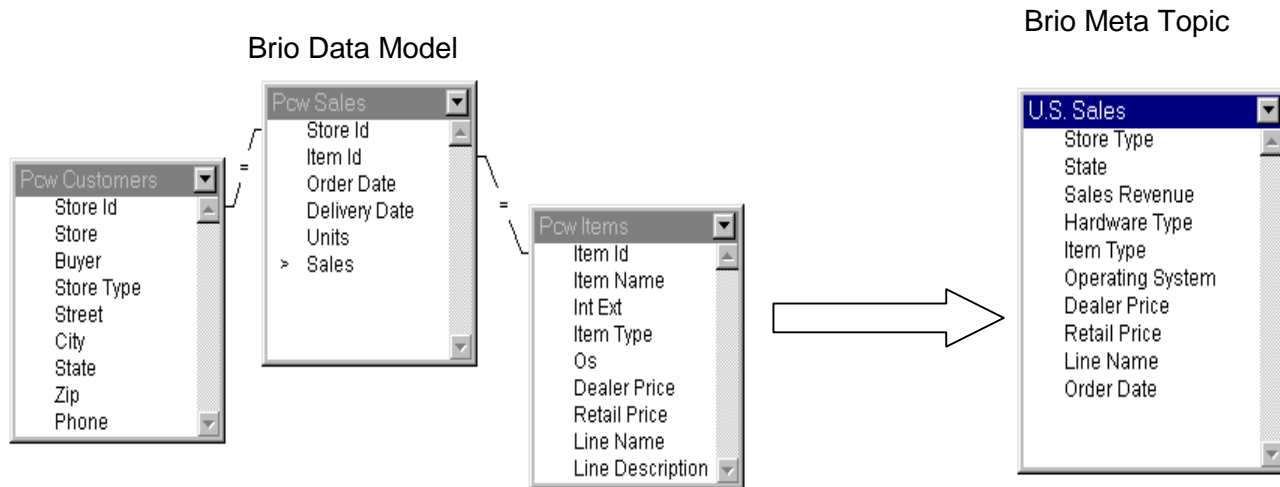 Brio Data Model
Brio Meta Topic
Pcw Customers
Store Id
Store
Buyer
Store Type
Street
City
State
Zip
Phone
=
Pcw Sales
Store Id
Item Id
Order Date
Delivery Date
Units
> Sales
=
Pcw Items
Item Id
Item Name
Int Ext
Item Type
Os
Dealer Price
Retail Price
Line Name
Line Description
U.S. Sales
Store Type
State
Sales Revenue
Hardware Type
Item Type
Operating System
Dealer Price
Retail Price
Line Name
Order Date